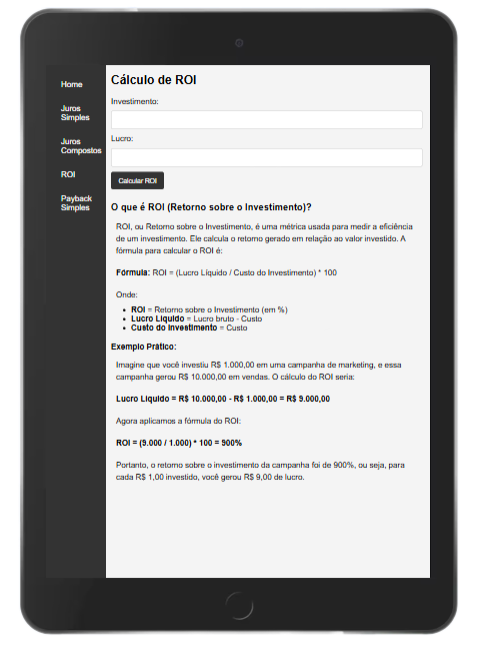 Home
Juros
Simples
Juros
Compostos
ROI
Payback
Simples
Cálculo de ROI
Investimento:
Lucro:
Calcular ROI
O que é ROI (Retorno sobre o Investimento)?
ROI, ou Retorno sobre o Investimento, é uma métrica usada para medir a eficiência
de um investimento. Ele calcula o retorno gerado em relação ao valor investido. A
fórmula para calcular o ROI é:
Fórmula: ROI = (Lucro Líquido / Custo do Investimento) * 100
Onde:
• ROI = Retorno sobre o Investimento (em %)
• Lucro Líquido = Lucro bruto - Custo
• Custo do Investimento = Custo
Exemplo Prático:
Imagine que você investiu R$ 1.000,00 em uma campanha de marketing, e essa
campanha gerou R$ 10.000,00 em vendas. O cálculo do ROI seria:
Lucro Líquido = R$ 10.000,00 - R$ 1.000,00 = R$ 9.000,00
Agora aplicamos a fórmula do ROI:
ROI = (9.000 / 1.000) * 100 = 900%
Portanto, o retorno sobre o investimento da campanha foi de 900%, ou seja, para
cada R$ 1,00 investido, você gerou R$ 9,00 de lucro.